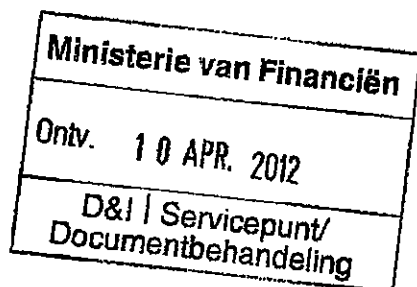 Ministerie van Financiën
Ontv. 10 APR. 2012
D&I | Servicepunt/
Documentbehandeling